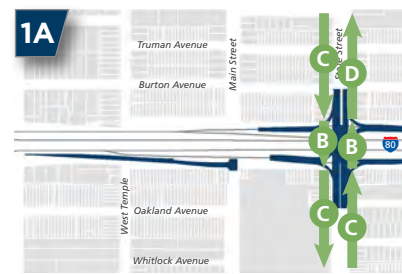 1A
C
State Street
D
Truman Avenue
Main Street
Burton Avenue
B
B
80
West Temple
Oakland Avenue
C
C
Whitlock Avenue